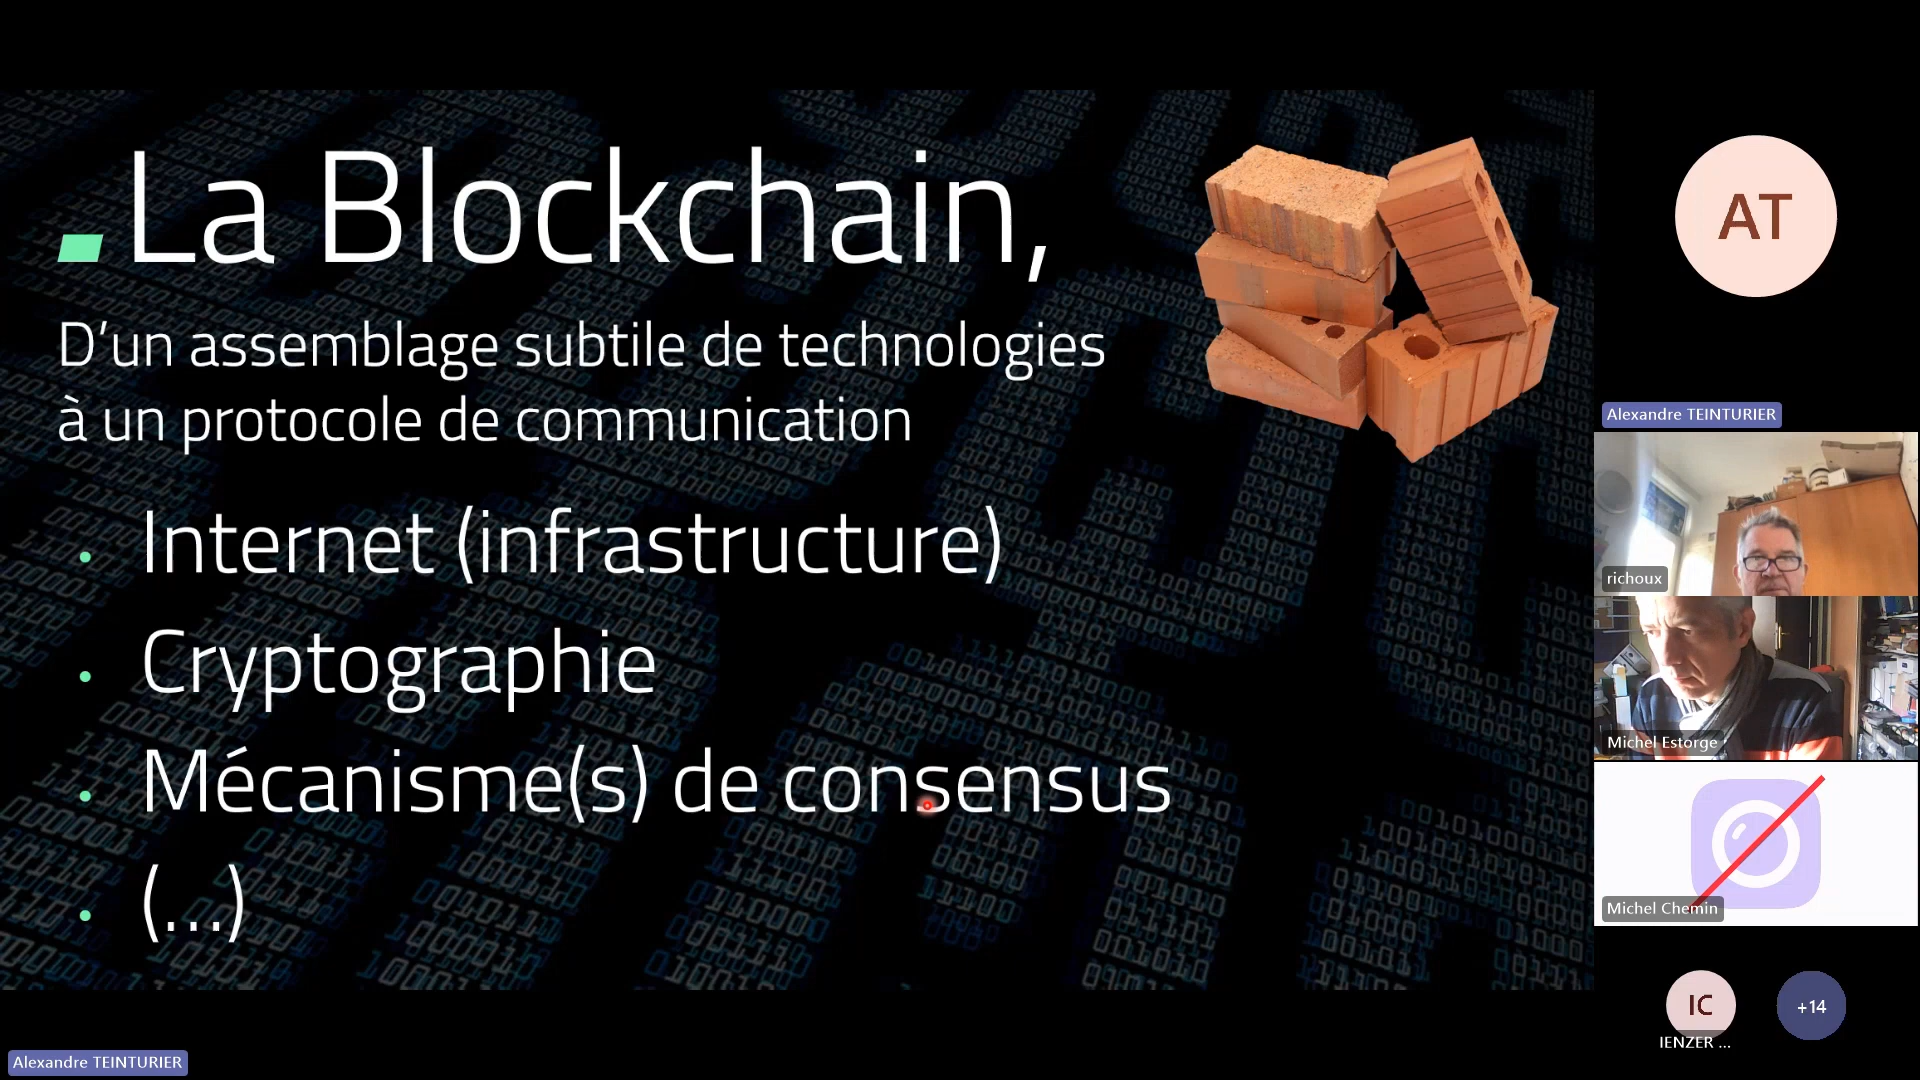 La Blockchain,
D’un assemblage subtile de technologies
à un protocole de communication
Internet (infrastructure)
Cryptographie
Mécanisme(s) de consensus
(...)
AT
Alexandre TEINTURIER
richoux
Michel Estorge
Michel Chemin
IC
IENZER ...
+14
Alexandre TEINTURIER